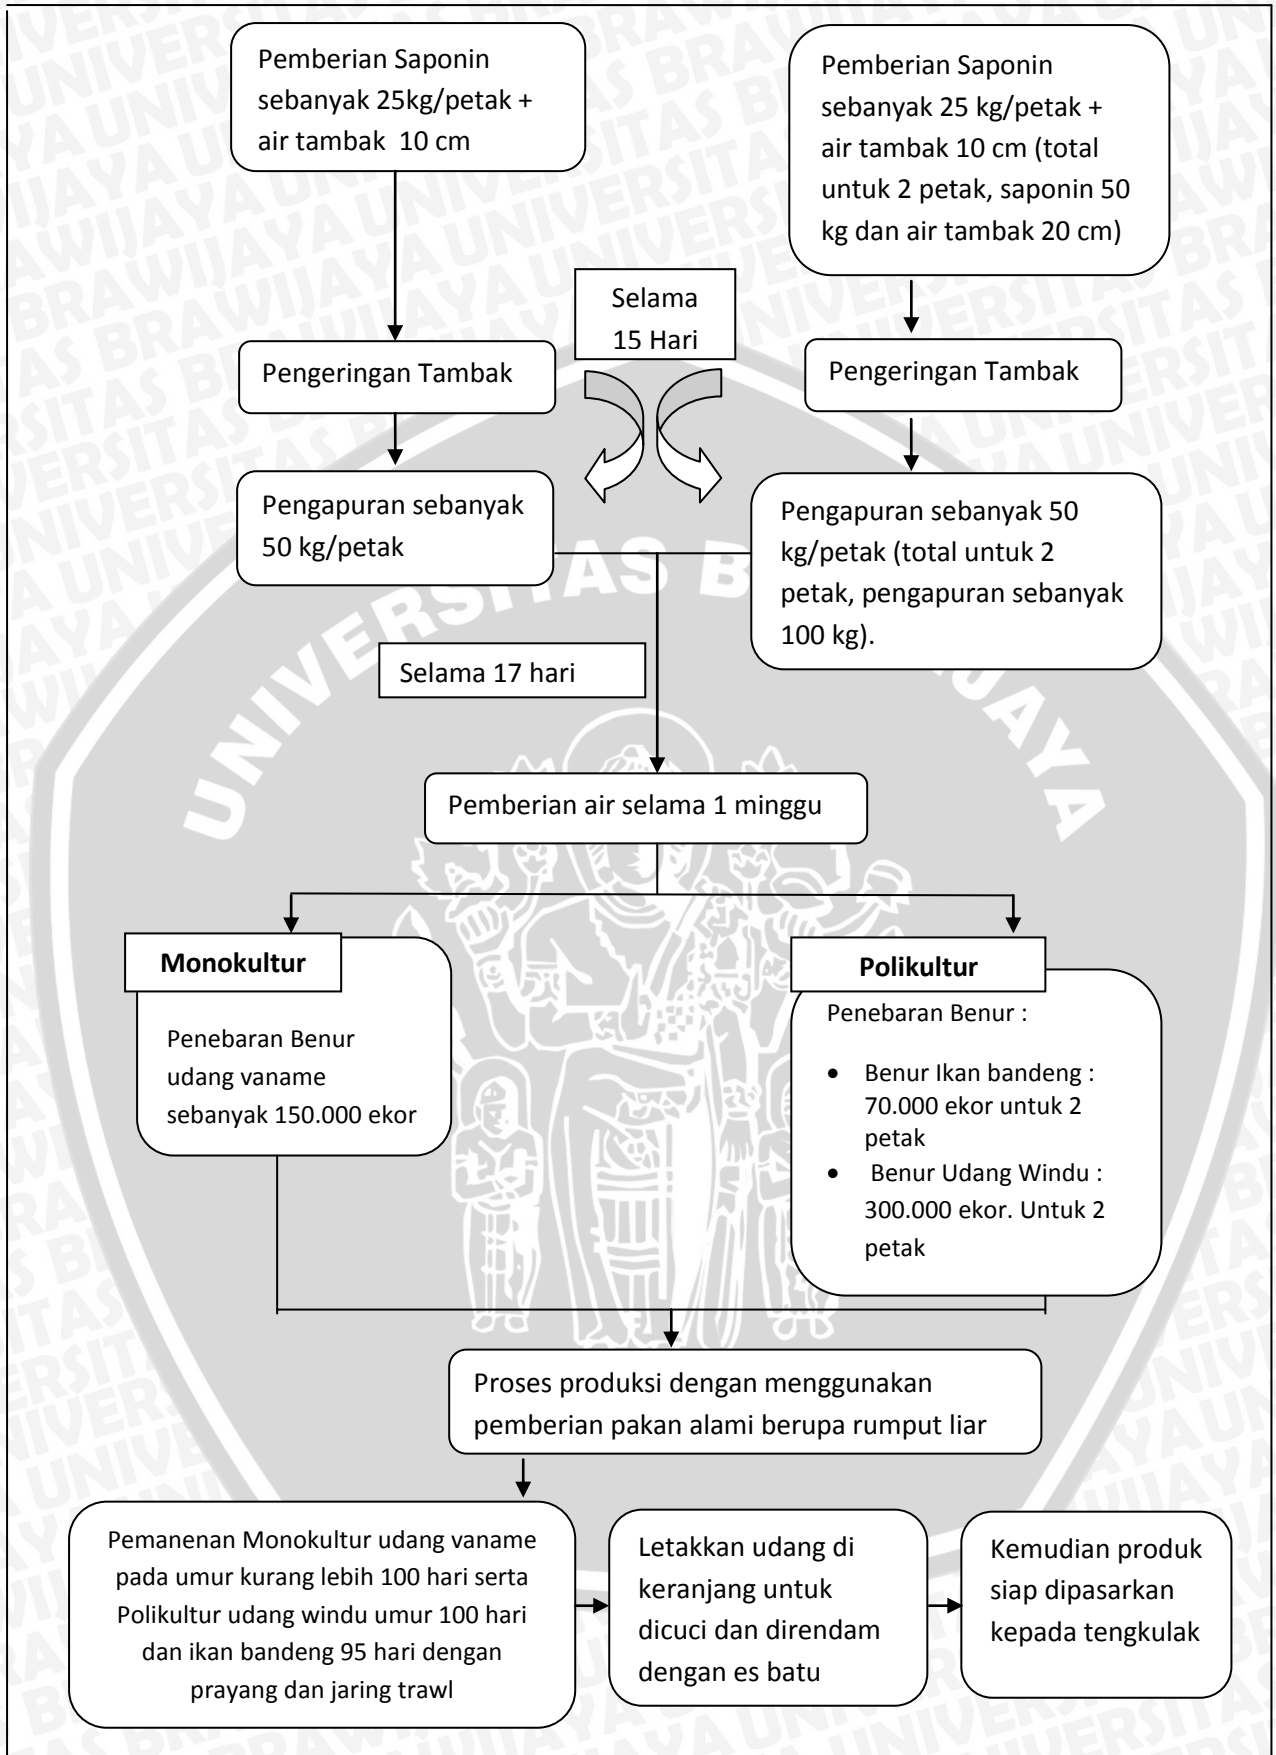 Pemberian Saponin
sebanyak 25kg/petak +
air tambak 10 cm
Pemberian Saponin
sebanyak 25 kg/petak +
air tambak 10 cm (total
untuk 2 petak, saponin 50
kg dan air tambak 20 cm)
Selama
15 Hari
Pengeringan Tambak
Pengeringan Tambak
Pengapuran sebanyak
50 kg/petak
Pengapuran sebanyak 50
kg/petak (total untuk 2
petak, pengapuran sebanyak
100 kg).
Selama 17 hari
Pemberian air selama 1 minggu
Monokultur
Penebaran Benur
udang vaname
sebanyak 150.000 ekor
Polikultur
Penebaran Benur :
• Benur Ikan bandeng :
70.000 ekor untuk 2
petak
• Benur Udang Windu :
300.000 ekor. Untuk 2
petak
Proses produksi dengan menggunakan
pemberian pakan alami berupa rumput liar
Pemanenan Monokultur udang vaname
pada umur kurang lebih 100 hari serta
Polikultur udang windu umur 100 hari
dan ikan bandeng 95 hari dengan
prayang dan jaring trawl
Letakkan udang di
keranjang untuk
dicuci dan direndam
dengan es batu
Kemudian produk
siap dipasarkan
kepada tengkulak